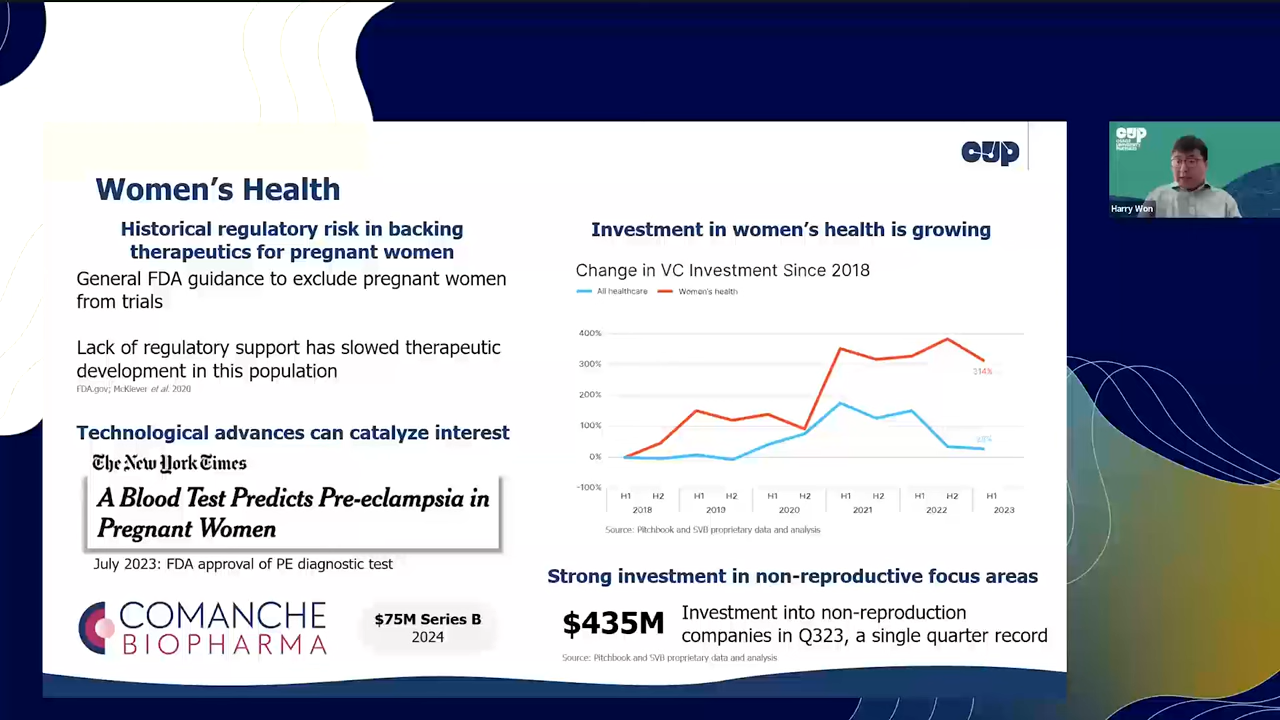 cup
Women's Health
Historical regulatory risk in backing
therapeutics for pregnant women
General FDA guidance to exclude pregnant women
from trials
Lack of regulatory support has slowed therapeutic
development in this population
FDA.gov; McKiever et al. 2020
Technological advances can catalyze interest
The New York Times
A Blood Test Predicts Pre-eclampsia in
Pregnant Women
July 2023: FDA approval of PE diagnostic test
COMANCHE
BIOPHARMA
$75M Series B
2024
Investment in women's health is growing
Change in VC Investment Since 2018
All healthcare Women's health
400%
300%
314%
200%
100%
0%
-100%
H1 H2 H1 H2 H1 H2 H1 H2 H1 H2 H1
2018 2019 2020 2021 2022 2023
Source: Pitchbook and SVB proprietary data and analysis
Strong investment in non-reproductive focus areas
$435M
Investment into non-reproduction
companies in Q323, a single quarter record
Source: Pitchbook and SVB proprietary data and analysis
cup
Harry Won